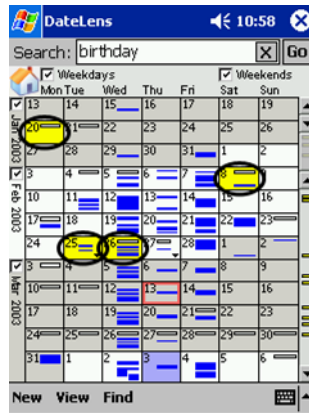 DateLens 10:58
Search: birthday X Go
Weekdays Weekends
Mon Tue Wed Thu Fri Sat Sun
Jan 2003
13 14 15 16 17 18 19
20 21 22 23 24 25 26
27 28 29 30 31 1 2
Feb 2003
3 4 5 6 7 8 9
10 11 12 13 14 15 16
17 18 19 20 21 22 23
24 25 26 27 28 1 2
Mar 2003
3 4 5 6 7 8 9
10 11 12 13 14 15 16
17 18 19 20 21 22 23
24 25 26 27 28 29 30
31 1 2 3 4 5 6
New View Find